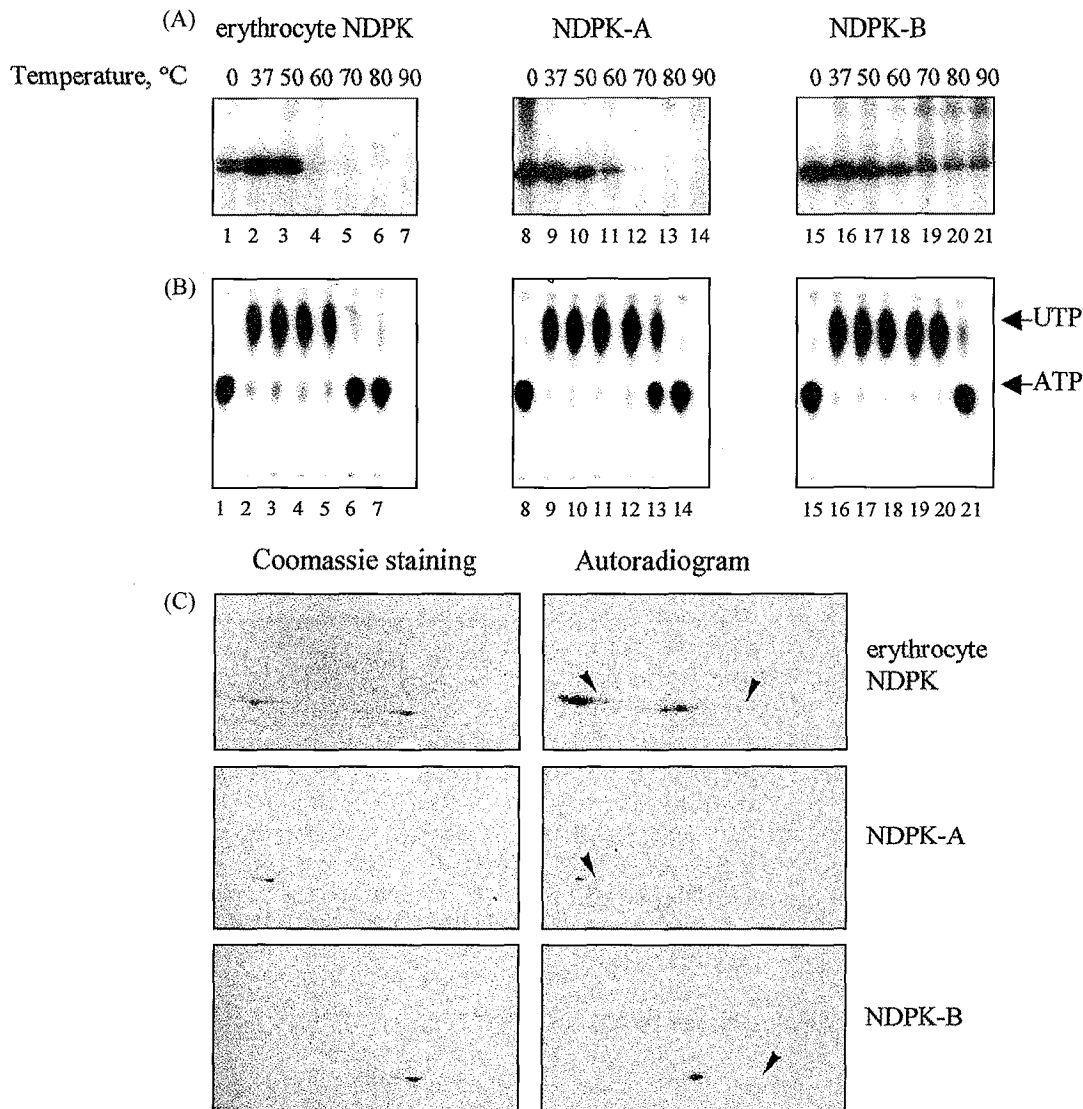 (A) erythrocyte NDPK NDPK-A NDPK-B
Temperature, °C 0 37 50 60 70 80 90 0 37 50 60 70 80 90 0 37 50 60 70 80 90
1 2 3 4 5 6 7 8 9 10 11 12 13 14 15 16 17 18 19 20 21
(B)
UTP
ATP
1 2 3 4 5 6 7 8 9 10 11 12 13 14 15 16 17 18 19 20 21
Coomassie staining Autoradiogram
(C)
erythrocyte
NDPK
NDPK-A
NDPK-B